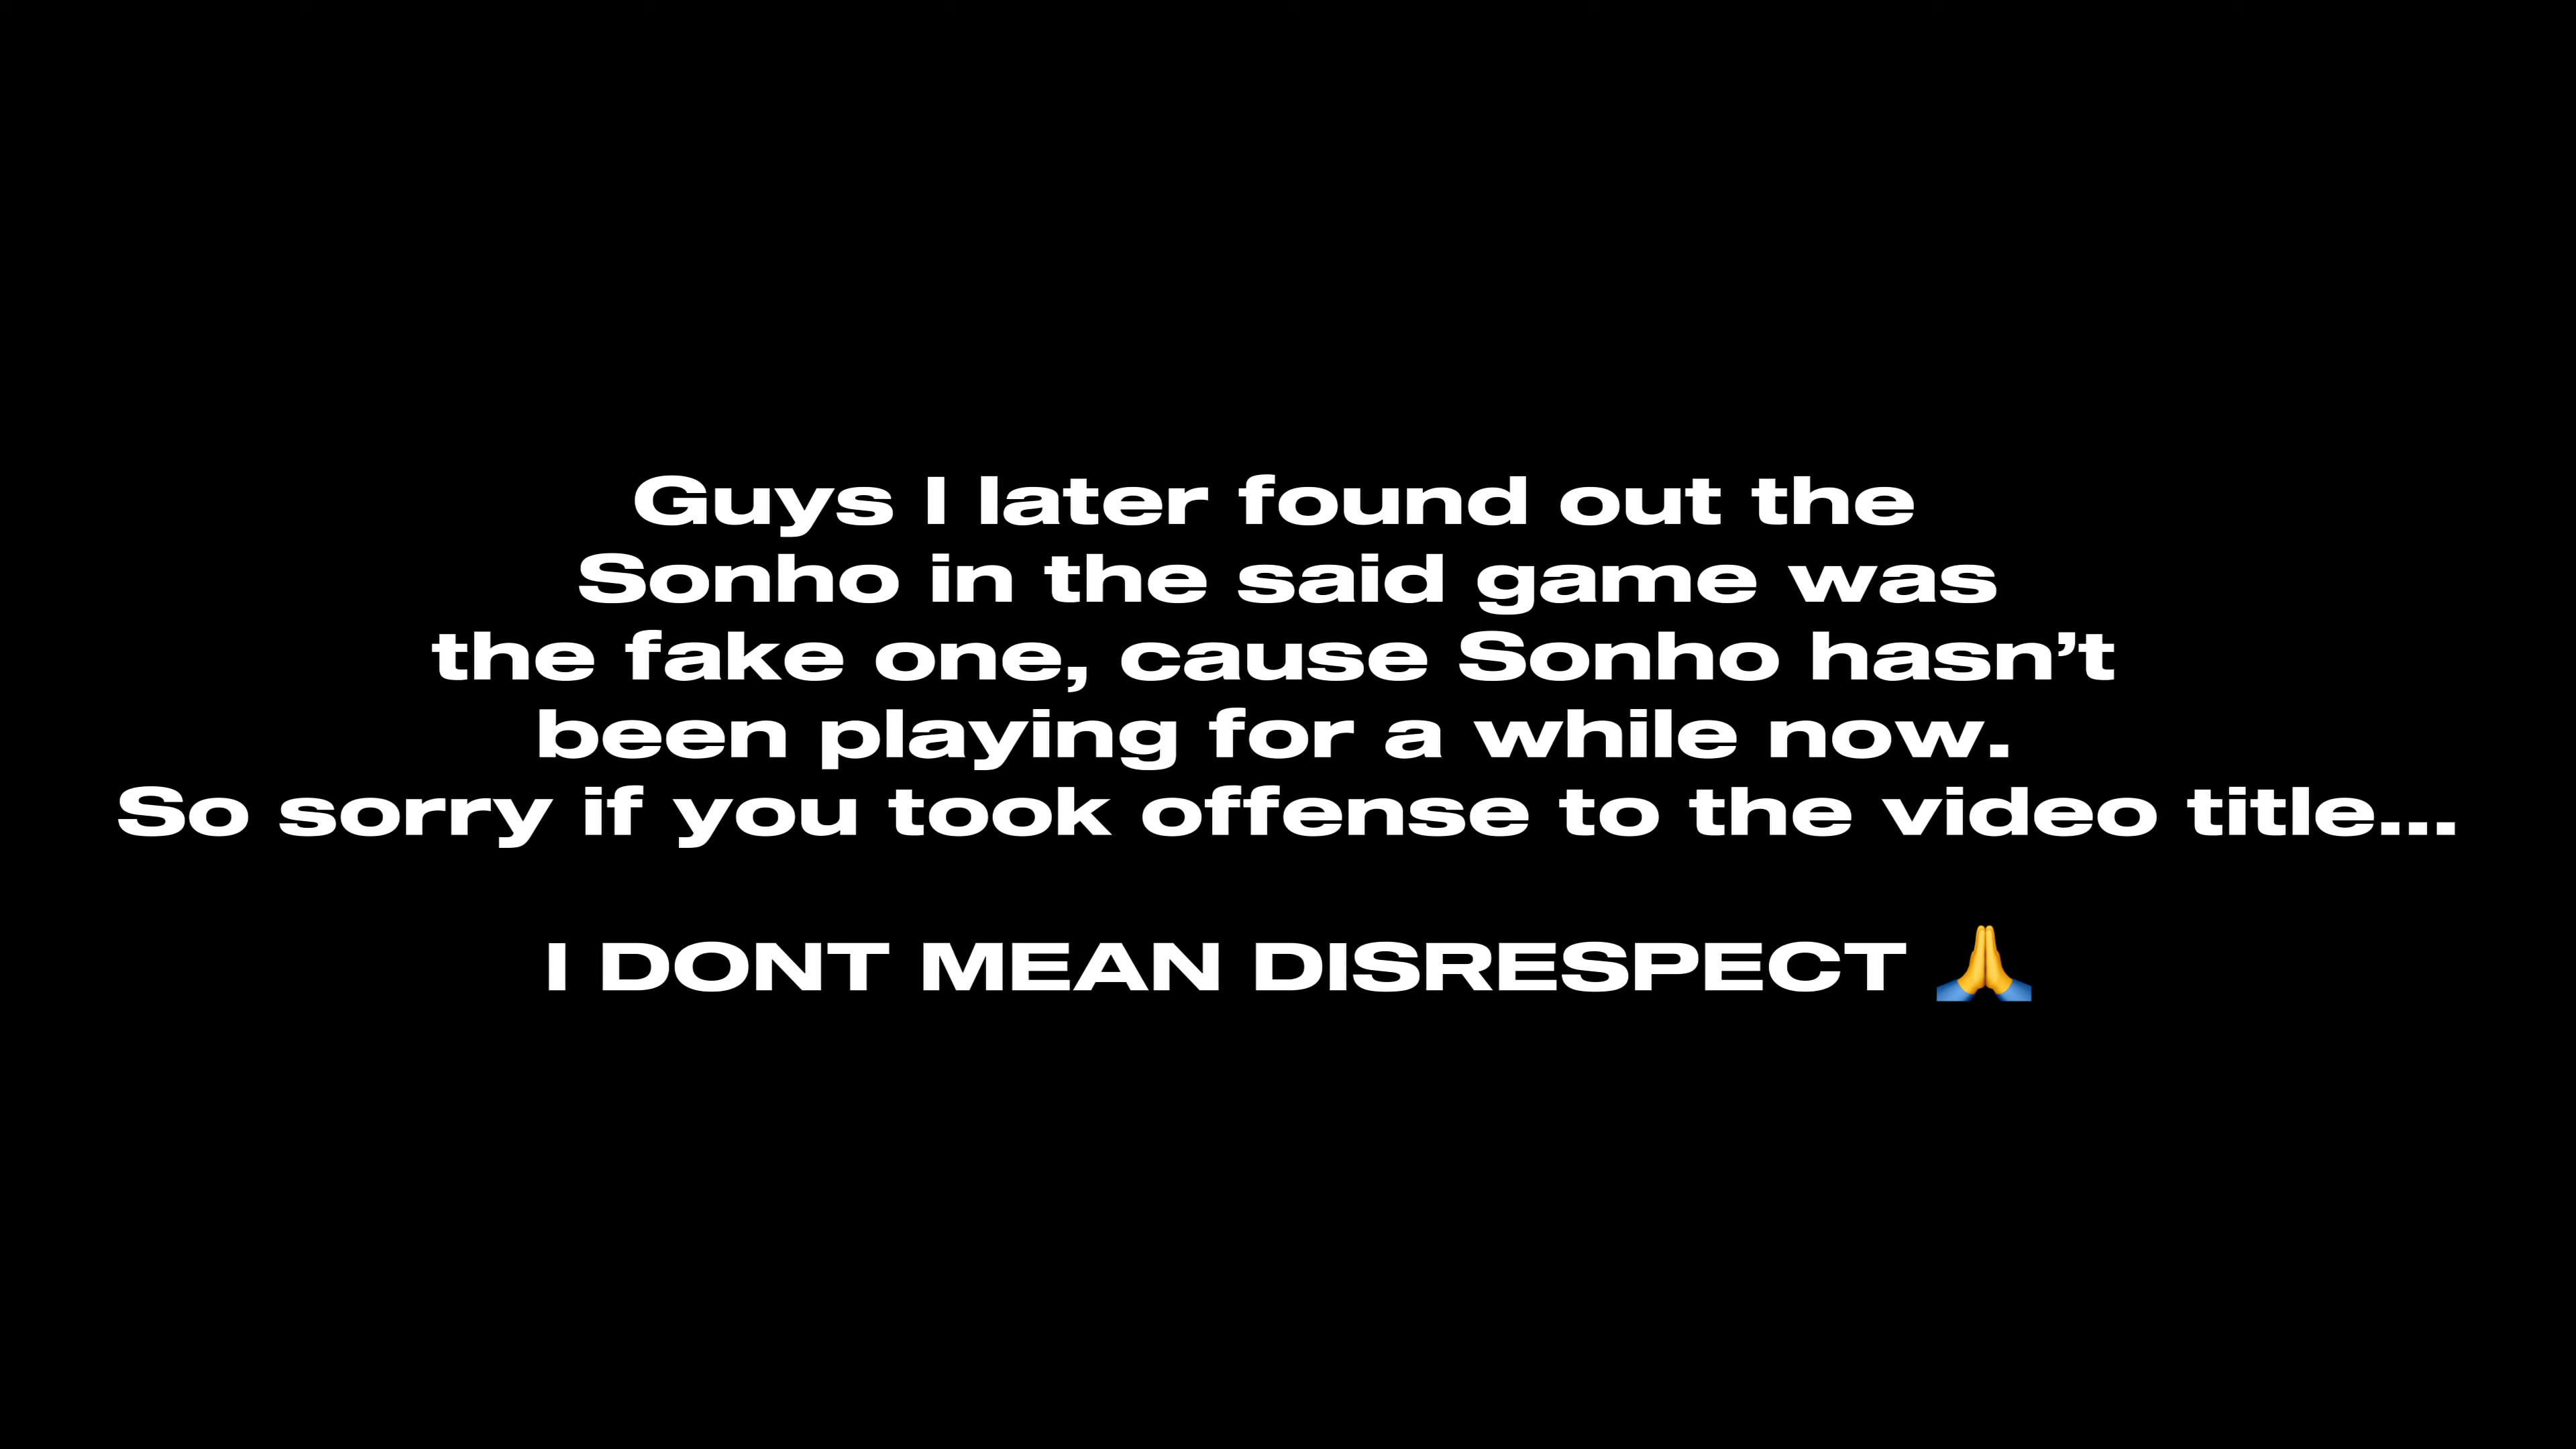 Guys I later found out the
Sonho in the said game was
the fake one, cause Sonho hasn’t
been playing for a while now.
So sorry if you took offense to the video title...
I DONT MEAN DISRESPECT 🙏